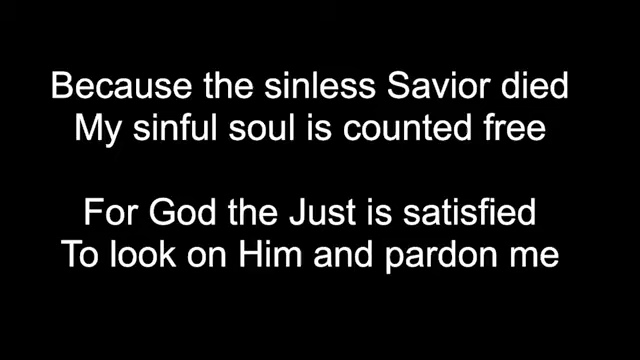 Because the sinless Savior died
My sinful soul is counted free
For God the Just is satisfied
To look on Him and pardon me